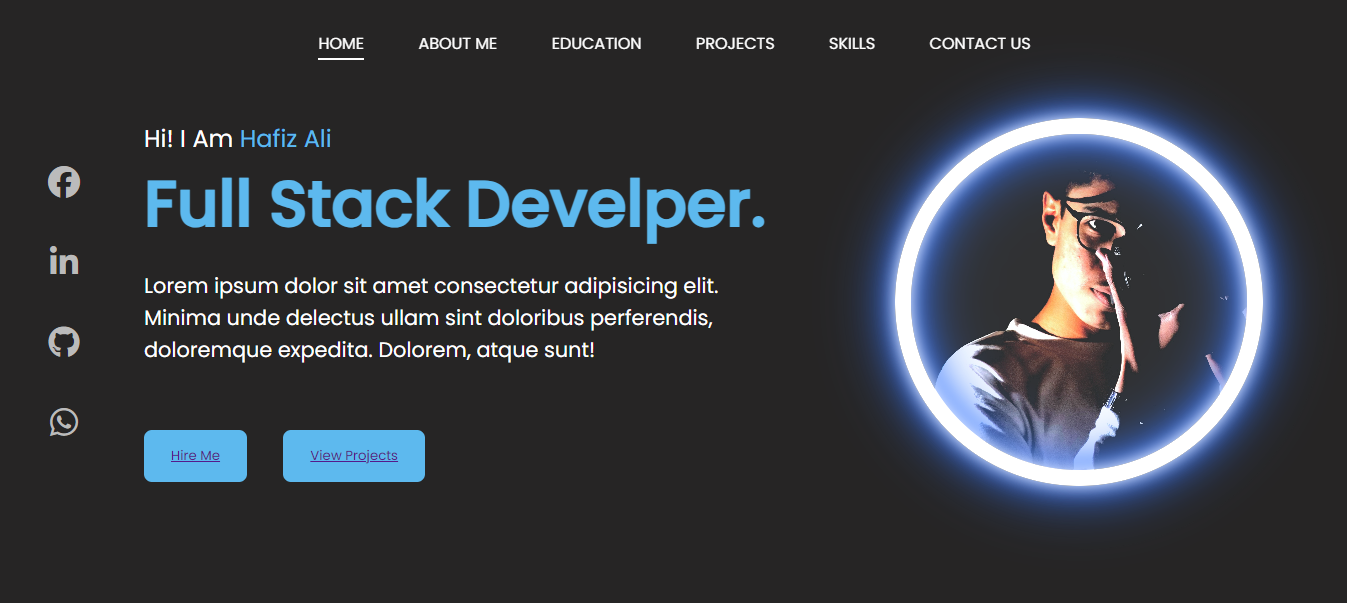 HOME ABOUT ME EDUCATION PROJECTS SKILLS CONTACT US
Hi! I Am Hafiz Ali
Full Stack Develper.
Lorem ipsum dolor sit amet consectetur adipisicing elit.
Minima unde delectus ullam sint doloribus perferendis,
doloremque expedita. Dolorem, atque sunt!
Hire Me View Projects